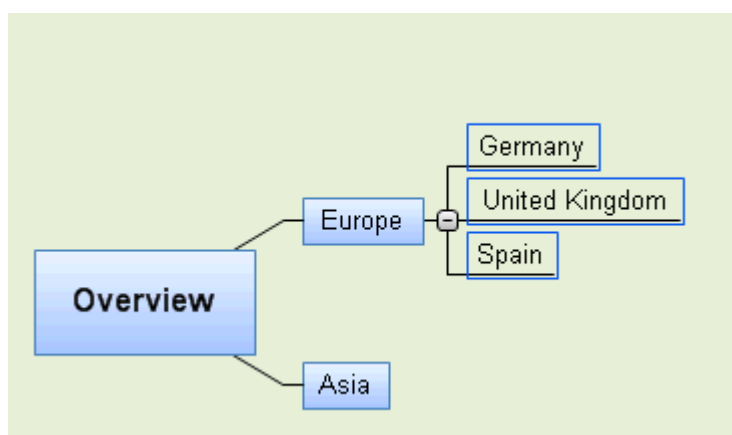 Germany
United Kingdom
Europe
Spain
Overview
Asia